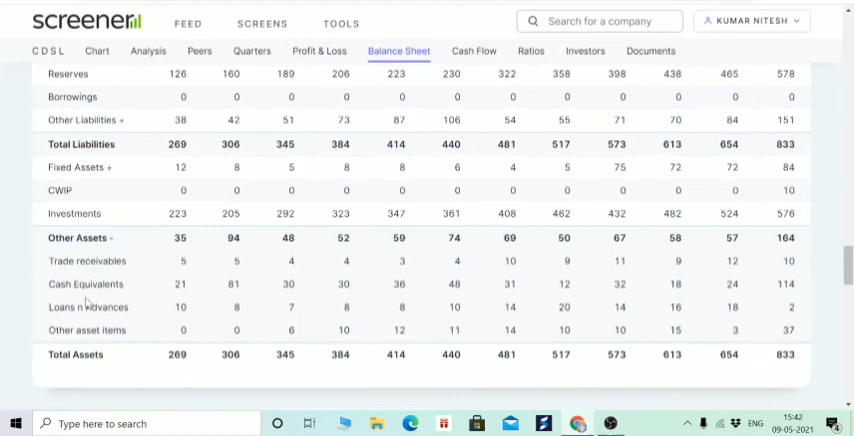 screener
FEED SCREENS TOOLS
Search for a company
KUMAR NITESH
C D S L Chart Analysis Peers Quarters Profit & Loss Balance Sheet Cash Flow Ratios Investors Documents
Reserves 126 160 189 206 223 230 322 358 398 438 465 578
Borrowings 0 0 0 0 0 0 0 0 0 0 0 0
Other Liabilities + 38 42 51 73 87 106 54 55 71 70 84 151
Total Liabilities 269 306 345 384 414 440 481 517 573 613 654 833
Fixed Assets + 12 8 5 8 8 6 4 5 75 72 72 84
CWIP 0 0 0 0 0 0 0 0 0 0 0 10
Investments 223 205 292 323 347 361 408 462 432 482 524 576
Other Assets - 35 94 48 52 59 74 69 50 67 58 57 164
Trade receivables 5 5 4 4 3 4 10 9 11 9 12 10
Cash Equivalents 21 81 30 30 36 48 31 12 32 18 24 114
Loans n Advances 10 8 7 8 8 10 14 20 14 16 18 2
Other asset items 0 0 6 10 12 11 14 10 10 15 3 37
Total Assets 269 306 345 384 414 440 481 517 573 613 654 833
Type here to search
ENG
15:42
09-05-2021
4